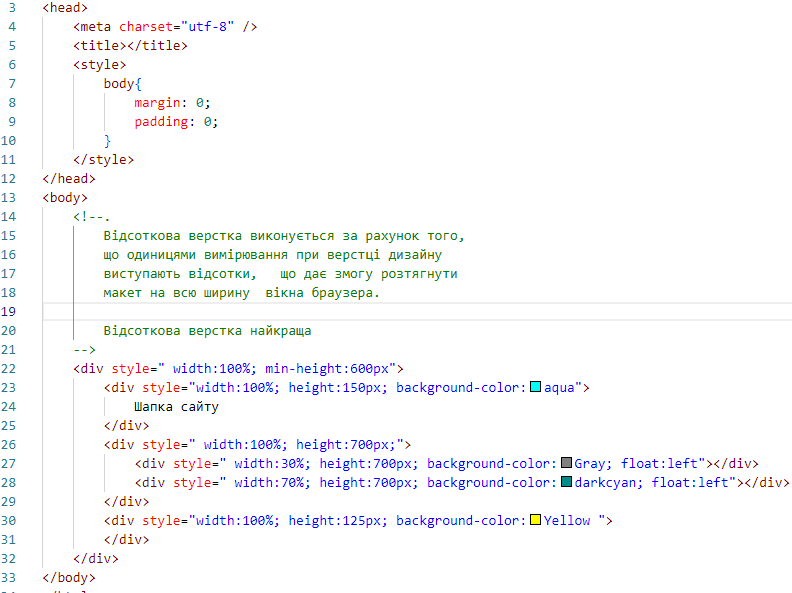 3 <head>
4 <meta charset="utf-8" />
5 <title></title>
6 <style>
7 body{
8 margin: 0;
9 padding: 0;
10 }
11 </style>
12 </head>
13 <body>
14 <!--.
15 Відсоткова верстка виконується за рахунок того,
16 що одиницями вимірювання при верстці дизайну
17 виступають відсотки,   що дає змогу розтягнути
18 макет на всю ширину  вікна браузера.
19
20 Відсоткова верстка найкраща
21 -->
22 <div style=" width:100%; min-height:600px">
23 <div style="width:100%; height:150px; background-color:aqua">
24 Шапка сайту
25 </div>
26 <div style=" width:100%; height:700px;">
27 <div style=" width:30%; height:700px; background-color:Gray; float:left"></div>
28 <div style=" width:70%; height:700px; background-color:darkcyan; float:left"></div>
29 </div>
30 <div style="width:100%; height:125px; background-color:Yellow ">
31 </div>
32 </div>
33 </body>